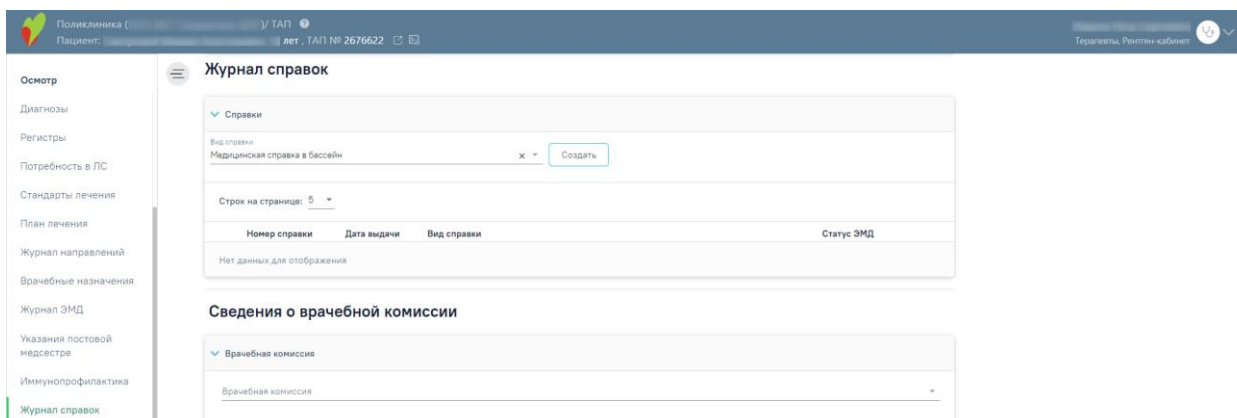 Поликлиника ( )/ ТАП ?
Пациент: лет , ТАП № 2676622
Терапевты, Рентген-кабинет
Осмотр
Диагнозы
Регистры
Потребность в ЛС
Стандарты лечения
План лечения
Журнал направлений
Врачебные назначения
Журнал ЭМД
Указания постовой
медсестре
Иммунопрофилактика
Журнал справок
Журнал справок
Справки
Вид справки
Медицинская справка в бассейн
Создать
Строк на странице: 5
Номер справки Дата выдачи Вид справки Статус ЭМД
Нет данных для отображения
Сведения о врачебной комиссии
Врачебная комиссия
Врачебная комиссия